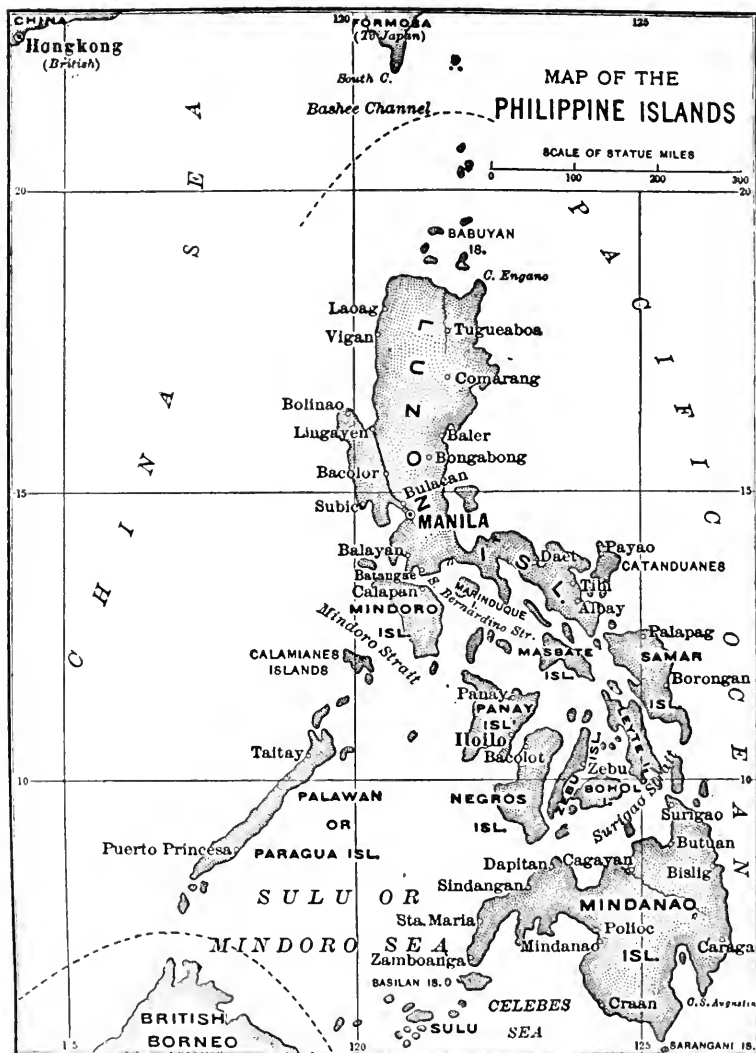 CHINA
Hongkong
(British)
120
FORMOSA
(To Japan)
125
South C.
Bashee Channel
MAP OF THE
PHILIPPINE ISLANDS
SCALE OF STATUE MILES
0 100 200 300
20
20
CHINA SEA
PACIFIC OCEAN
BABUYAN
IS.
C. Engano
Laoag
Vigan
Tugueaboa
LUNON ISL.
Comarang
Bolinao
Lingayen
Baler
Bongabong
Bacolor
Bulacan
15
15
Subic
MANILA
Balayan
Batangae
Calapan
MINDORO
ISL.
Daet
Payao
CATANDUANES
Tibi
Albay
MARINDUQUE
I.
S. Bernardino Str.
Mindoro Strait
MASBATE
ISL.
Palapag
SAMAR
ISL
Borongan
CALAMIANES
ISLANDS
Panay
PANAY
ISL
Iloilo
Bacolot
LEYTE I.
ZEBU ISL.
Zebu
BOHOL
I.
Surigao Strait
Taitay
10
10
PALAWAN
OR
PARAGUA ISL.
NEGROS
ISL.
Surigao
Butuan
Puerto Princesa
Bislig
Dapitan
Cagayan
Sindangan
SULU OR
MINDORO SEA
MINDANAO
ISL.
Sta. Maria
Polloc
Mindanao
Caraga
Zamboanga
BASILAN IS.
CELEBES
SEA
Craan
C.S. Augustin
BRITISH
BORNEO
SULU
115
120
125
SARANGANI IS.